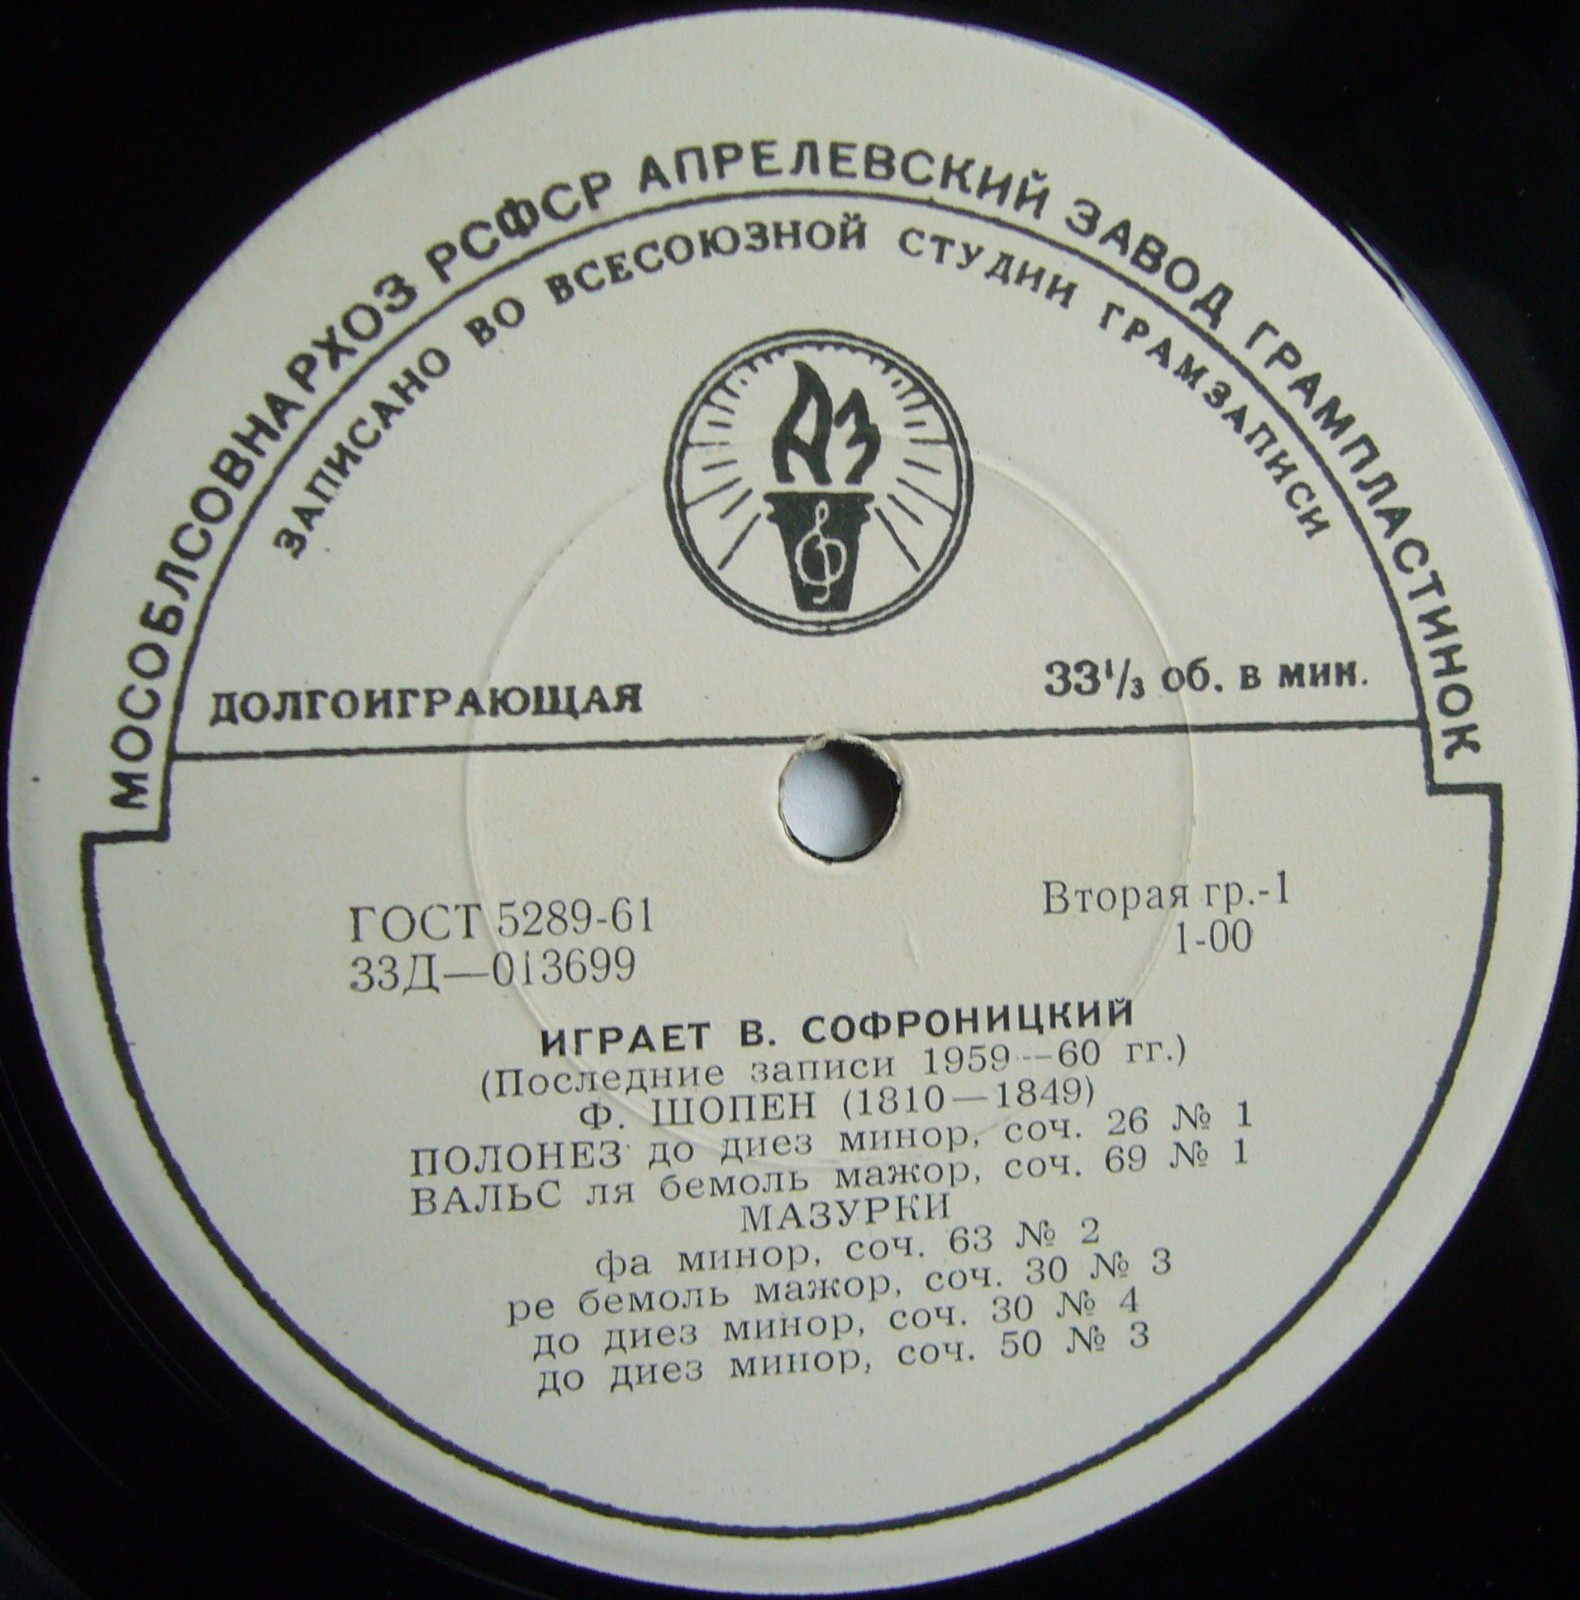 МОСОБЛСОВНАРХОЗ РСФСР АПРЕЛЕВСКИЙ ЗАВОД ГРАМПЛАСТИНОК
ЗАПИСАНО ВО ВСЕСОЮЗНОЙ СТУДИИ ГРАМЗАПИСИ
АЗ
ДОЛГОИГРАЮЩАЯ
33⅓ об. в мин.
ГОСТ 5289-61
Вторая гр.-1
33Д—013699
1-00
ИГРАЕТ В. СОФРОНИЦКИЙ
(Последние записи 1959—60 гг.)
Ф. ШОПЕН (1810—1849)
ПОЛОНЕЗ до диез минор, соч. 26 № 1
ВАЛЬС ля бемоль мажор, соч. 69 № 1
МАЗУРКИ
фа минор, соч. 63 № 2
ре бемоль мажор, соч. 30 № 3
до диез минор, соч. 30 № 4
до диез минор, соч. 50 № 3